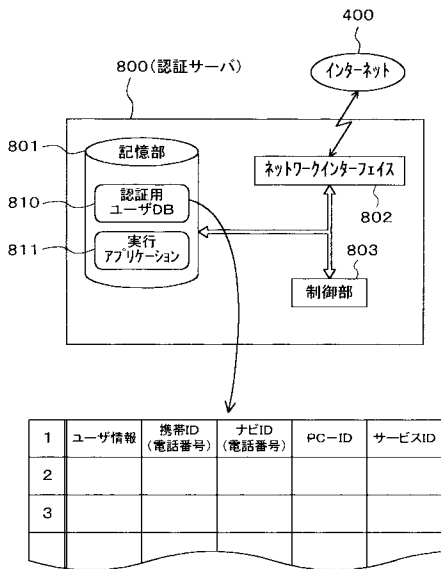 400
インターネット
800(認証サーバ)
801
記憶部
810
認証用
ユーザDB
811
実行
アプリケーション
ネットワークインターフェイス
802
803
制御部
1
ユーザ情報
携帯ID
(電話番号)
ナビID
(電話番号)
PC-ID
サービスID
2
3